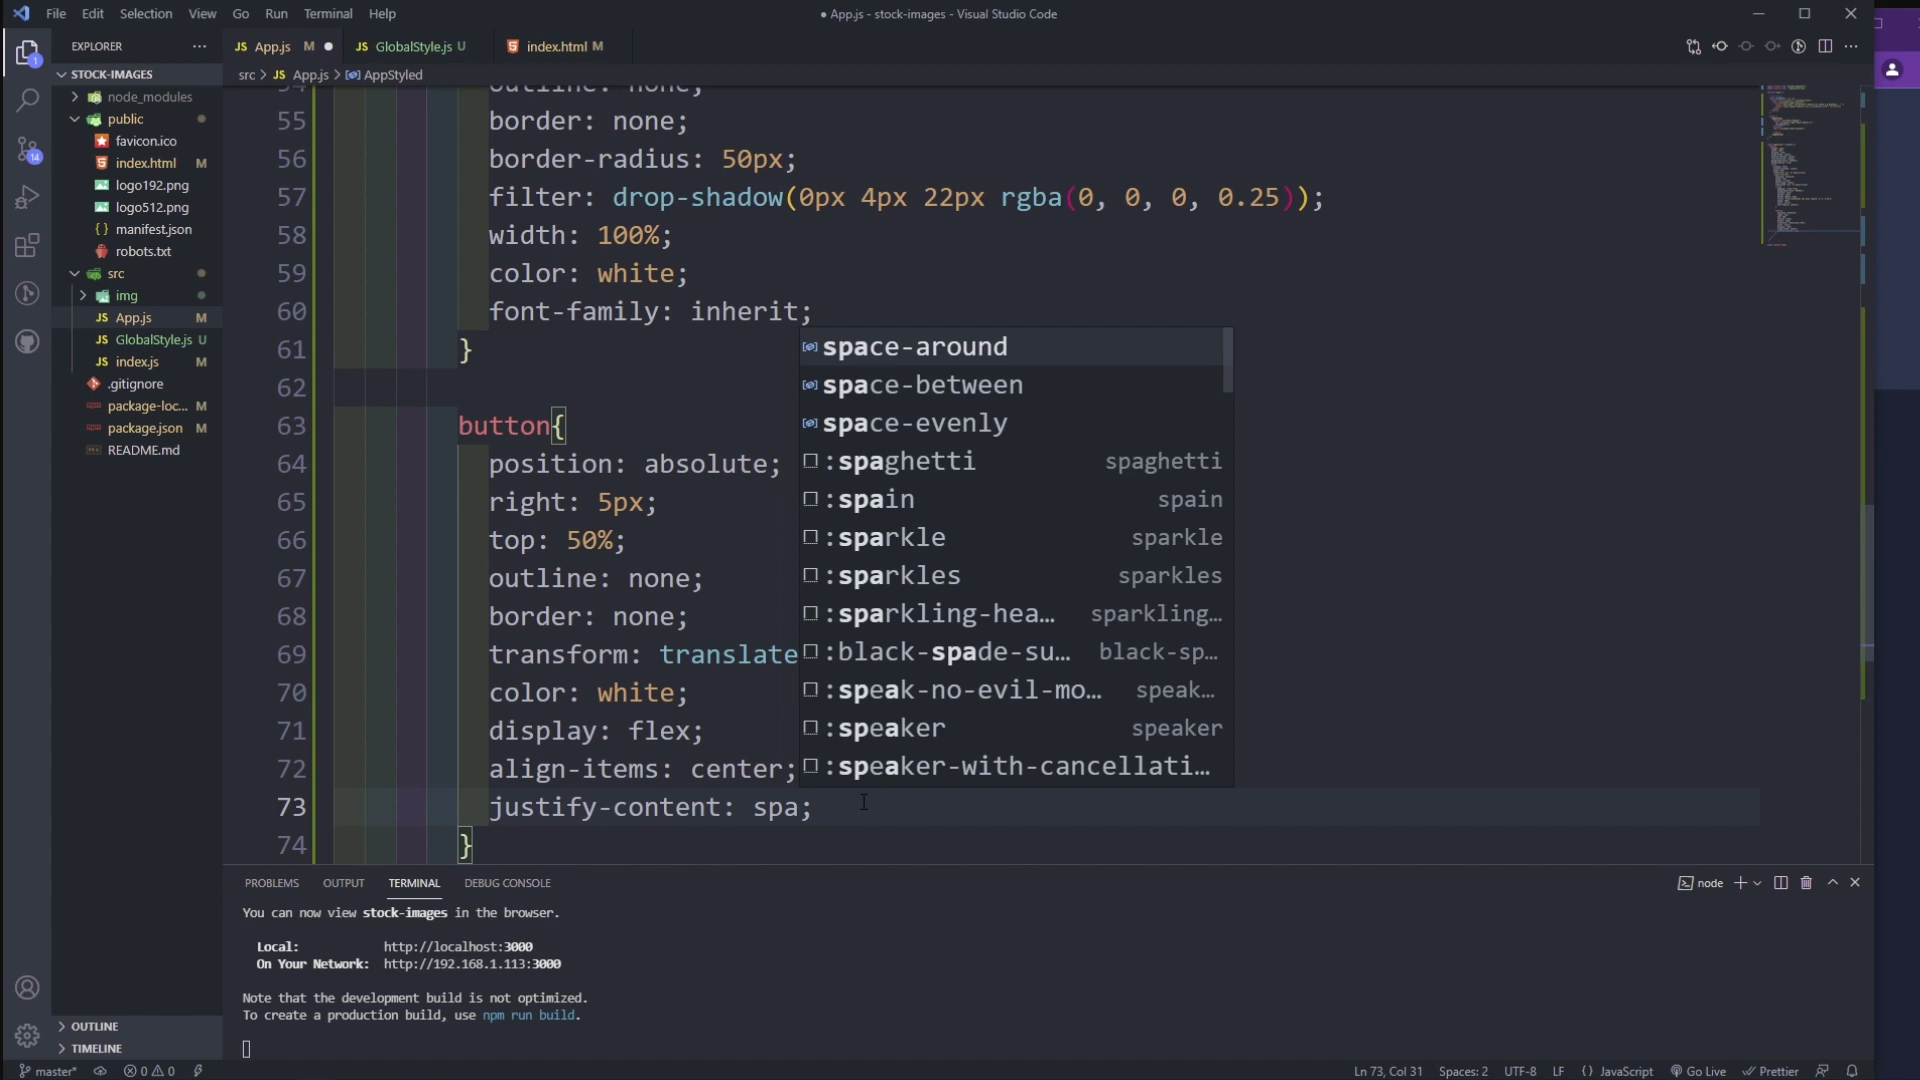 File Edit Selection View Go Run Terminal Help
● App.js - stock-images - Visual Studio Code
EXPLORER ···
JS App.js M ●
JS GlobalStyle.js U
index.html M
STOCK-IMAGES
src > JS App.js > AppStyled
node_modules
public
favicon.ico
index.html M
logo192.png
logo512.png
{ } manifest.json
robots.txt
src
img
JS App.js M
JS GlobalStyle.js U
JS index.js M
.gitignore
package-loc... M
package.json M
README.md
OUTLINE
TIMELINE
1
14
54 outline: none;
55 border: none;
56 border-radius: 50px;
57 filter: drop-shadow(0px 4px 22px rgba(0, 0, 0, 0.25));
58 width: 100%;
59 color: white;
60 font-family: inherit;
61 }
62
63 button{
64 position: absolute;
65 right: 5px;
66 top: 50%;
67 outline: none;
68 border: none;
69 transform: translate
70 color: white;
71 display: flex;
72 align-items: center;
73 justify-content: spa;
74 }
space-around
space-between
space-evenly
:spaghetti spaghetti
:spain spain
:sparkle sparkle
:sparkles sparkles
:sparkling-hea… sparkling…
:black-spade-su… black-sp…
:speak-no-evil-mo… speak…
:speaker speaker
:speaker-with-cancellati…
PROBLEMS OUTPUT TERMINAL DEBUG CONSOLE
node
You can now view stock-images in the browser.
Local: http://localhost:3000
On Your Network: http://192.168.1.113:3000
Note that the development build is not optimized.
To create a production build, use npm run build.
master* 0 0
Ln 73, Col 31 Spaces: 2 UTF-8 LF { } JavaScript Go Live Prettier